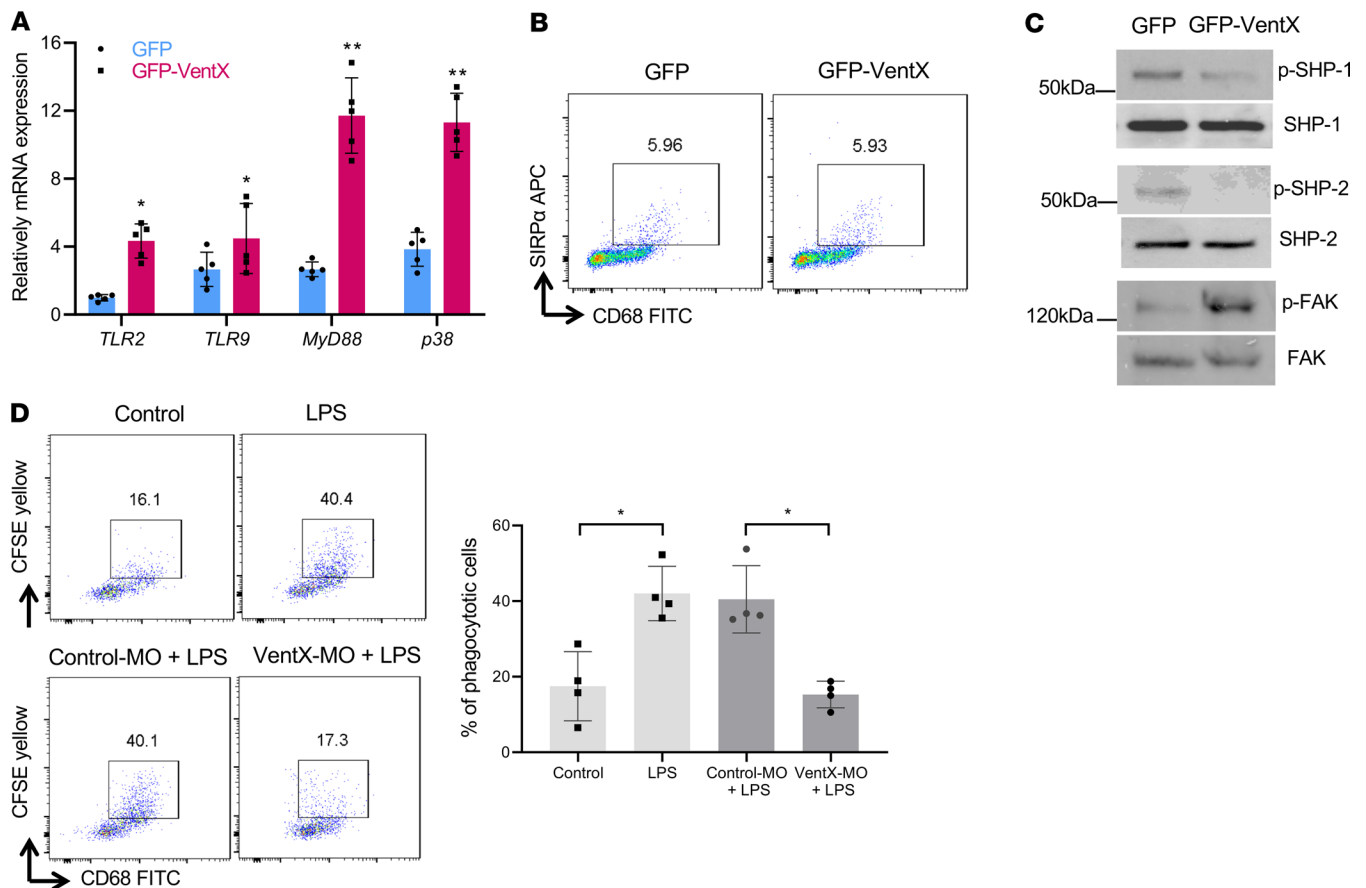 A
Relatively mRNA expression
16
12
8
4
0
GFP
GFP-VentX
*
*
**
**
TLR2
TLR9
MyD88
p38
B
GFP
GFP-VentX
5.96
5.93
SIRPα APC
CD68 FITC
C
GFP GFP-VentX
p-SHP-1
50kDa
SHP-1
p-SHP-2
50kDa
SHP-2
p-FAK
120kDa
FAK
D
Control
LPS
CFSE yellow
16.1
40.4
Control-MO + LPS
VentX-MO + LPS
CFSE yellow
40.1
17.3
CD68 FITC
% of phagocytotic cells
60
40
20
0
*
*
Control
LPS
Control-MO
+ LPS
VentX-MO
+ LPS